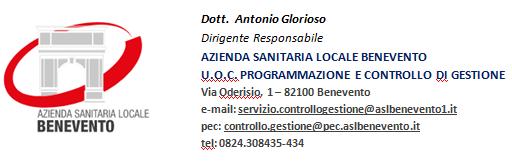 Dott. Antonio Glorioso
Dirigente Responsabile
AZIENDA SANITARIA LOCALE BENEVENTO
U.O.C. PROGRAMMAZIONE E CONTROLLO DI GESTIONE
Via Oderisio, 1 – 82100 Benevento
e-mail: servizio.controllogestione@aslbenevento1.it
pec: controllo.gestione@pec.aslbenevento.it
tel: 0824.308435-434
AZIENDA SANITARIA LOCALE
BENEVENTO